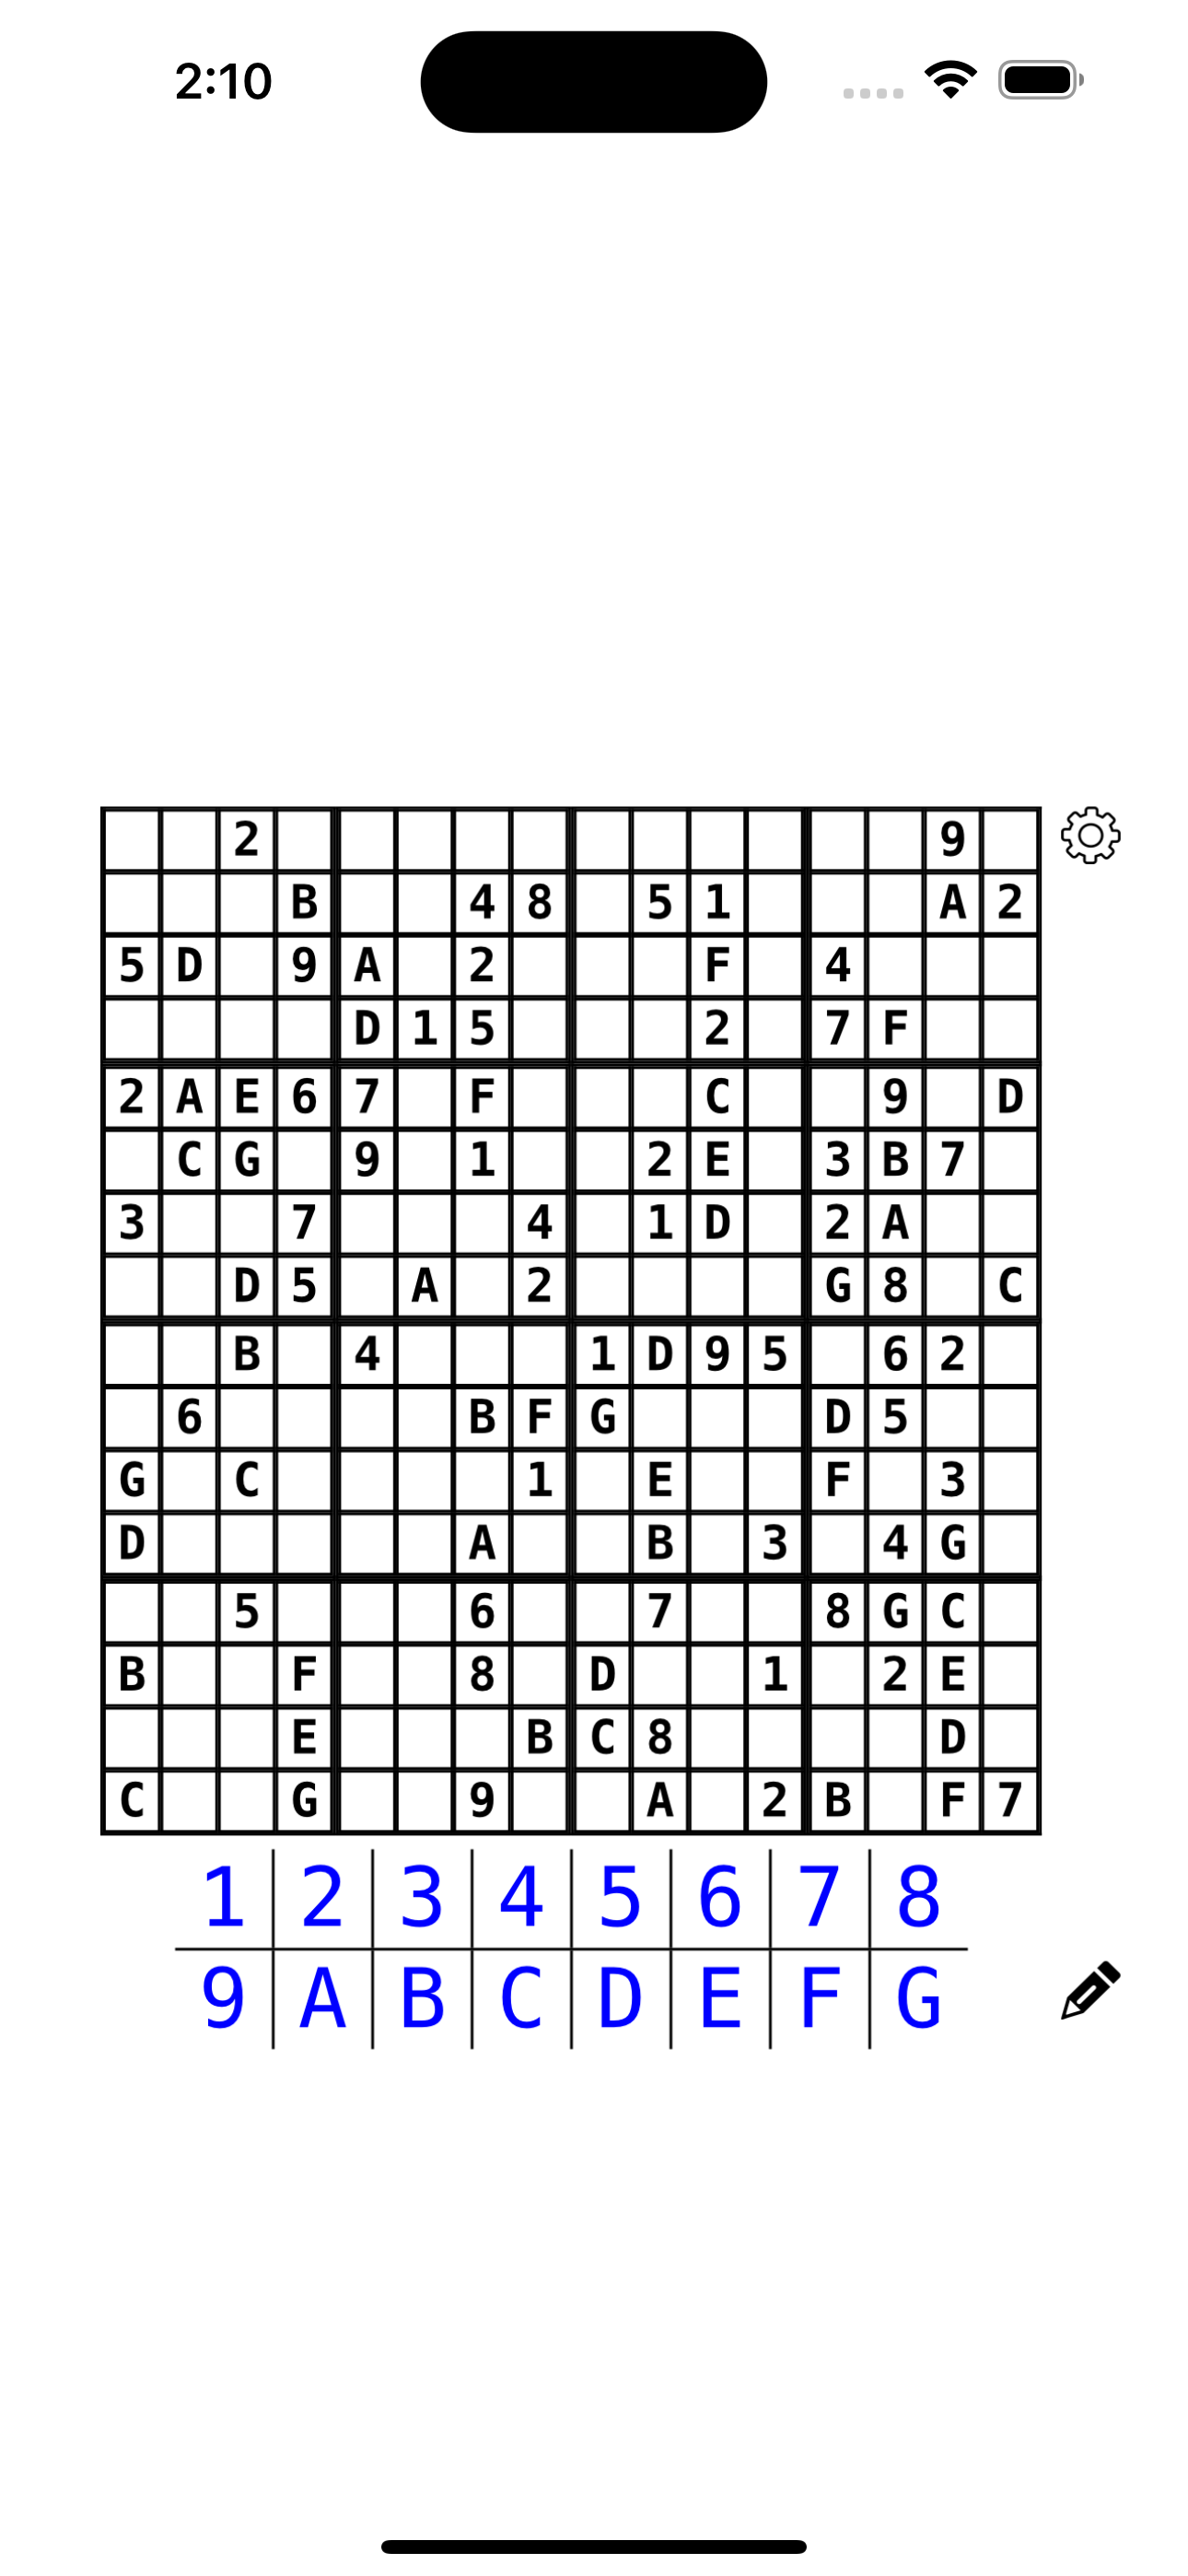 2:10
2 9
B 4 8 5 1 A 2
5 D 9 A 2 F 4
D 1 5 2 7 F
2 A E 6 7 F C 9 D
C G 9 1 2 E 3 B 7
3 7 4 1 D 2 A
D 5 A 2 G 8 C
B 4 1 D 9 5 6 2
6 B F G D 5
G C 1 E F 3
D A B 3 4 G
5 6 7 8 G C
B F 8 D 1 2 E
E B C 8 D
C G 9 A 2 B F 7
1 2 3 4 5 6 7 8
9 A B C D E F G